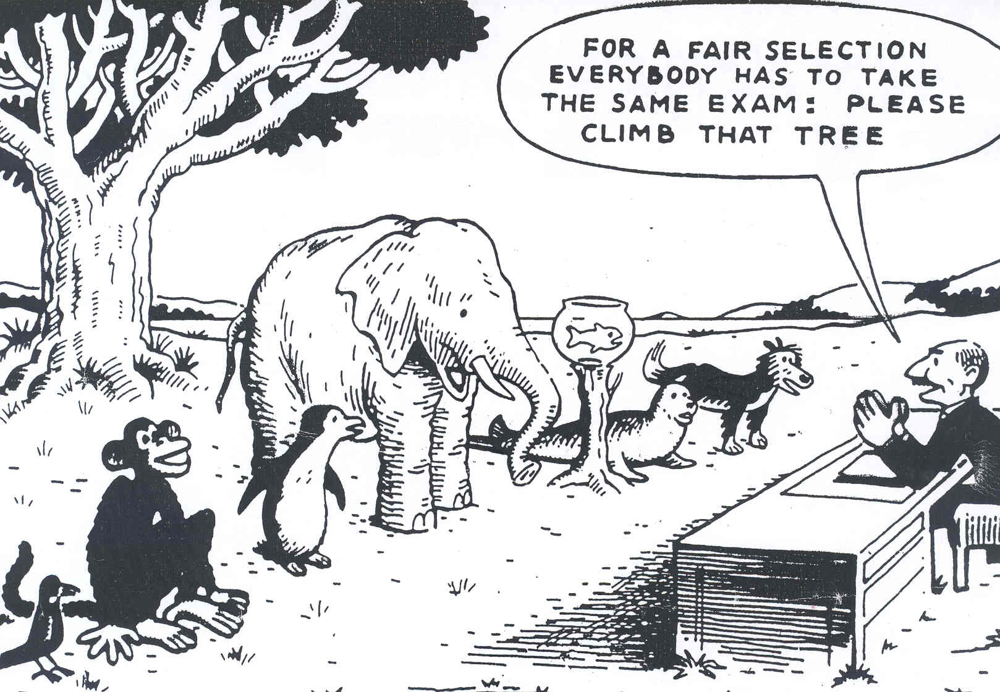 FOR A FAIR SELECTION
EVERYBODY HAS TO TAKE
THE SAME EXAM: PLEASE
CLIMB THAT TREE